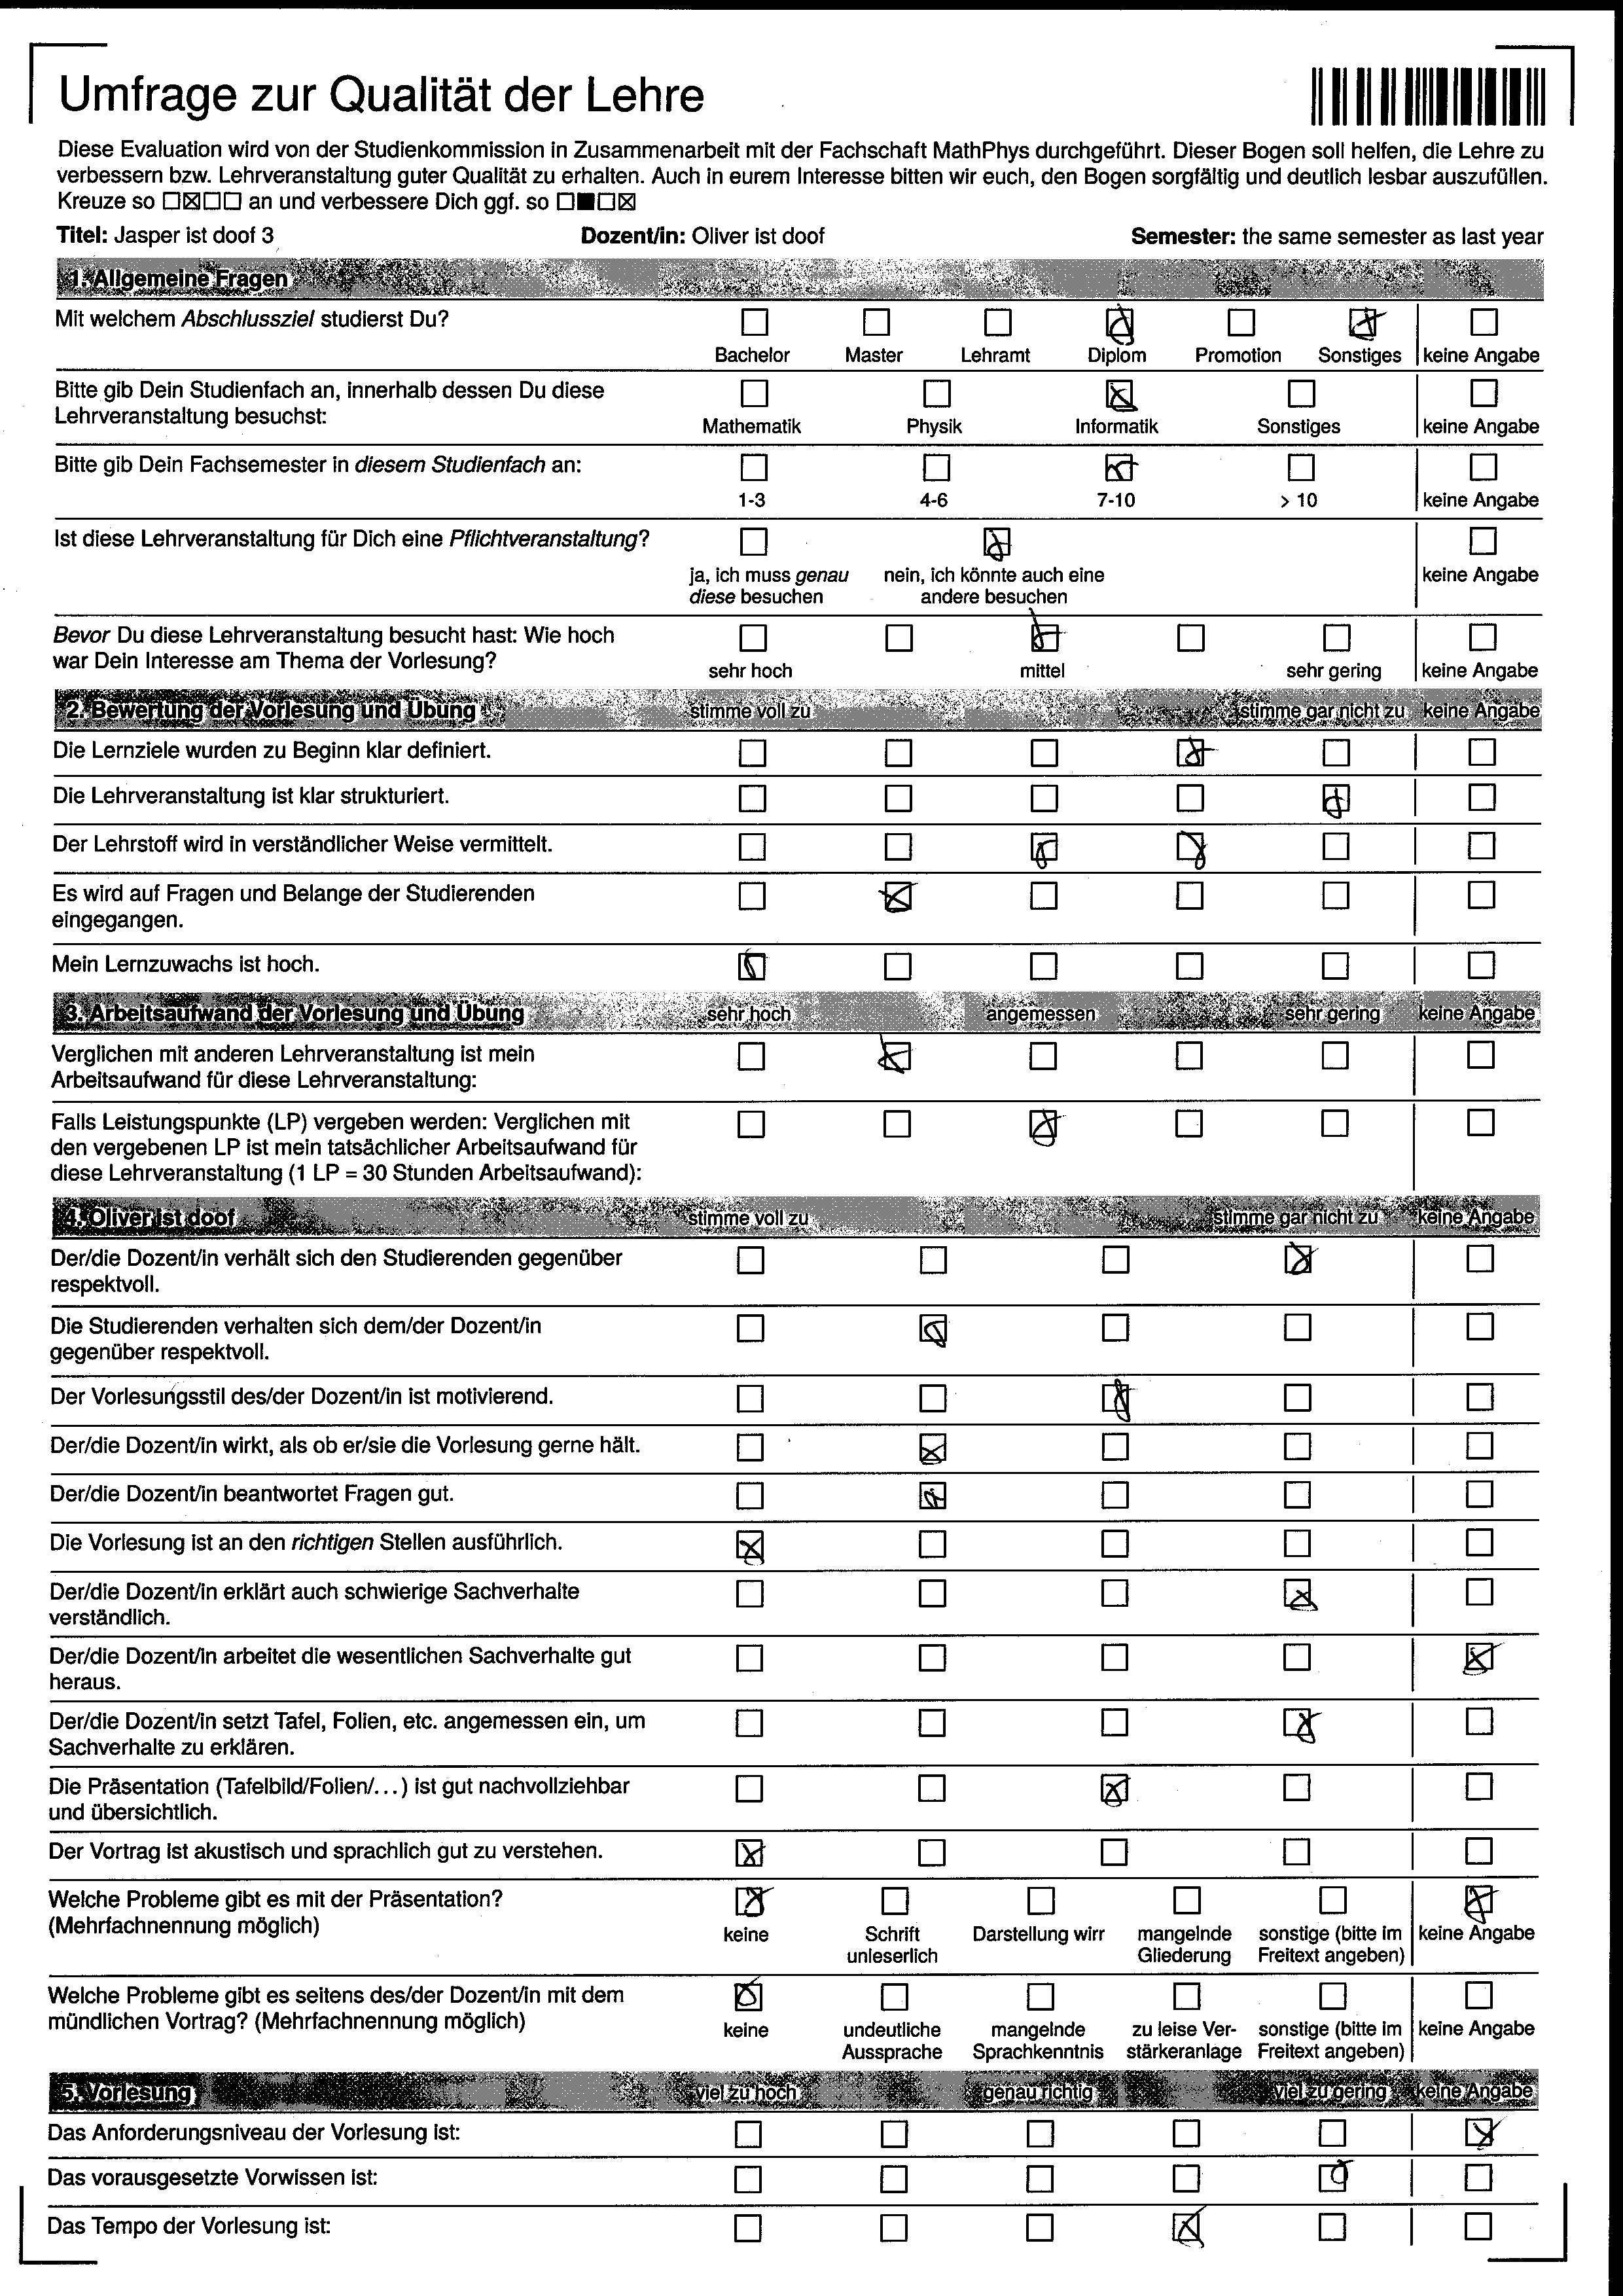 Umfrage zur Qualität der Lehre
Diese Evaluation wird von der Studienkommission in Zusammenarbeit mit der Fachschaft MathPhys durchgeführt. Dieser Bogen soll helfen, die Lehre zu
verbessern bzw. Lehrveranstaltung guter Qualität zu erhalten. Auch in eurem Interesse bitten wir euch, den Bogen sorgfältig und deutlich lesbar auszufüllen.
Kreuze so ☐☒☐☐ an und verbessere Dich ggf. so ☐■☐☒
Titel: Jasper ist doof 3 Dozent/in: Oliver ist doof Semester: the same semester as last year
1. Allgemeine Fragen
Mit welchem Abschlussziel studierst Du?
Bachelor Master Lehramt Diplom Promotion Sonstiges keine Angabe
Bitte gib Dein Studienfach an, innerhalb dessen Du diese
Lehrveranstaltung besuchst:
Mathematik Physik Informatik Sonstiges keine Angabe
Bitte gib Dein Fachsemester in diesem Studienfach an:
1-3 4-6 7-10 > 10 keine Angabe
Ist diese Lehrveranstaltung für Dich eine Pflichtveranstaltung?
ja, ich muss genau nein, ich könnte auch eine keine Angabe
diese besuchen andere besuchen
Bevor Du diese Lehrveranstaltung besucht hast: Wie hoch
war Dein Interesse am Thema der Vorlesung?
sehr hoch mittel sehr gering keine Angabe
2. Bewertung der Vorlesung und Übung stimme voll zu stimme gar nicht zu keine Angabe
Die Lernziele wurden zu Beginn klar definiert.
Die Lehrveranstaltung ist klar strukturiert.
Der Lehrstoff wird in verständlicher Weise vermittelt.
Es wird auf Fragen und Belange der Studierenden
eingegangen.
Mein Lernzuwachs ist hoch.
3. Arbeitsaufwand der Vorlesung und Übung sehr hoch angemessen sehr gering keine Angabe
Verglichen mit anderen Lehrveranstaltung ist mein
Arbeitsaufwand für diese Lehrveranstaltung:
Falls Leistungspunkte (LP) vergeben werden: Verglichen mit
den vergebenen LP ist mein tatsächlicher Arbeitsaufwand für
diese Lehrveranstaltung (1 LP = 30 Stunden Arbeitsaufwand):
4. Oliver ist doof stimme voll zu stimme gar nicht zu keine Angabe
Der/die Dozent/in verhält sich den Studierenden gegenüber
respektvoll.
Die Studierenden verhalten sich dem/der Dozent/in
gegenüber respektvoll.
Der Vorlesungsstil des/der Dozent/in ist motivierend.
Der/die Dozent/in wirkt, als ob er/sie die Vorlesung gerne hält.
Der/die Dozent/in beantwortet Fragen gut.
Die Vorlesung ist an den richtigen Stellen ausführlich.
Der/die Dozent/in erklärt auch schwierige Sachverhalte
verständlich.
Der/die Dozent/in arbeitet die wesentlichen Sachverhalte gut
heraus.
Der/die Dozent/in setzt Tafel, Folien, etc. angemessen ein, um
Sachverhalte zu erklären.
Die Präsentation (Tafelbild/Folien/...) ist gut nachvollziehbar
und übersichtlich.
Der Vortrag ist akustisch und sprachlich gut zu verstehen.
Welche Probleme gibt es mit der Präsentation?
(Mehrfachnennung möglich)
keine Schrift Darstellung wirr mangelnde sonstige (bitte im keine Angabe
unleserlich Gliederung Freitext angeben)
Welche Probleme gibt es seitens des/der Dozent/in mit dem
mündlichen Vortrag? (Mehrfachnennung möglich)
keine undeutliche mangelnde zu leise Ver- sonstige (bitte im keine Angabe
Aussprache Sprachkenntnis stärkeranlage Freitext angeben)
5. Vorlesung viel zu hoch genau richtig viel zu gering keine Angabe
Das Anforderungsniveau der Vorlesung ist:
Das vorausgesetzte Vorwissen ist:
Das Tempo der Vorlesung ist: